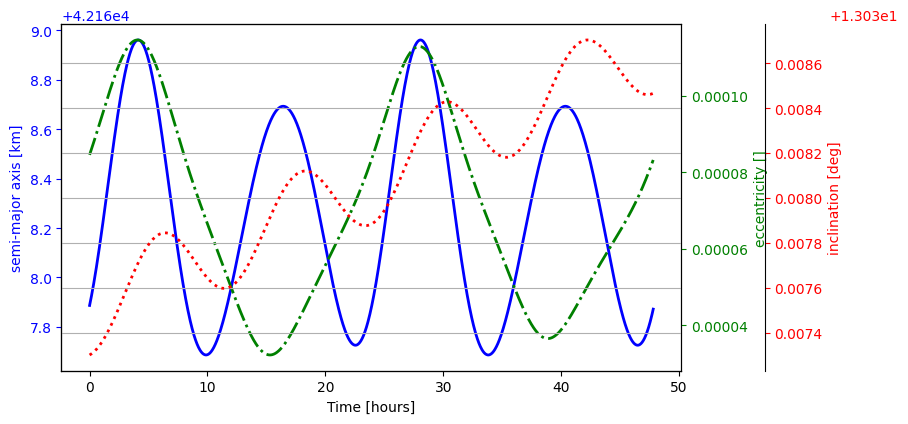 +4.216e4
+1.303e1
9.0
8.8
8.6
8.4
8.2
8.0
7.8
semi-major axis [km]
0 10 20 30 40 50
Time [hours]
0.00010
0.00008
0.00006
0.00004
eccentricity []
0.0086
0.0084
0.0082
0.0080
0.0078
0.0076
0.0074
inclination [deg]